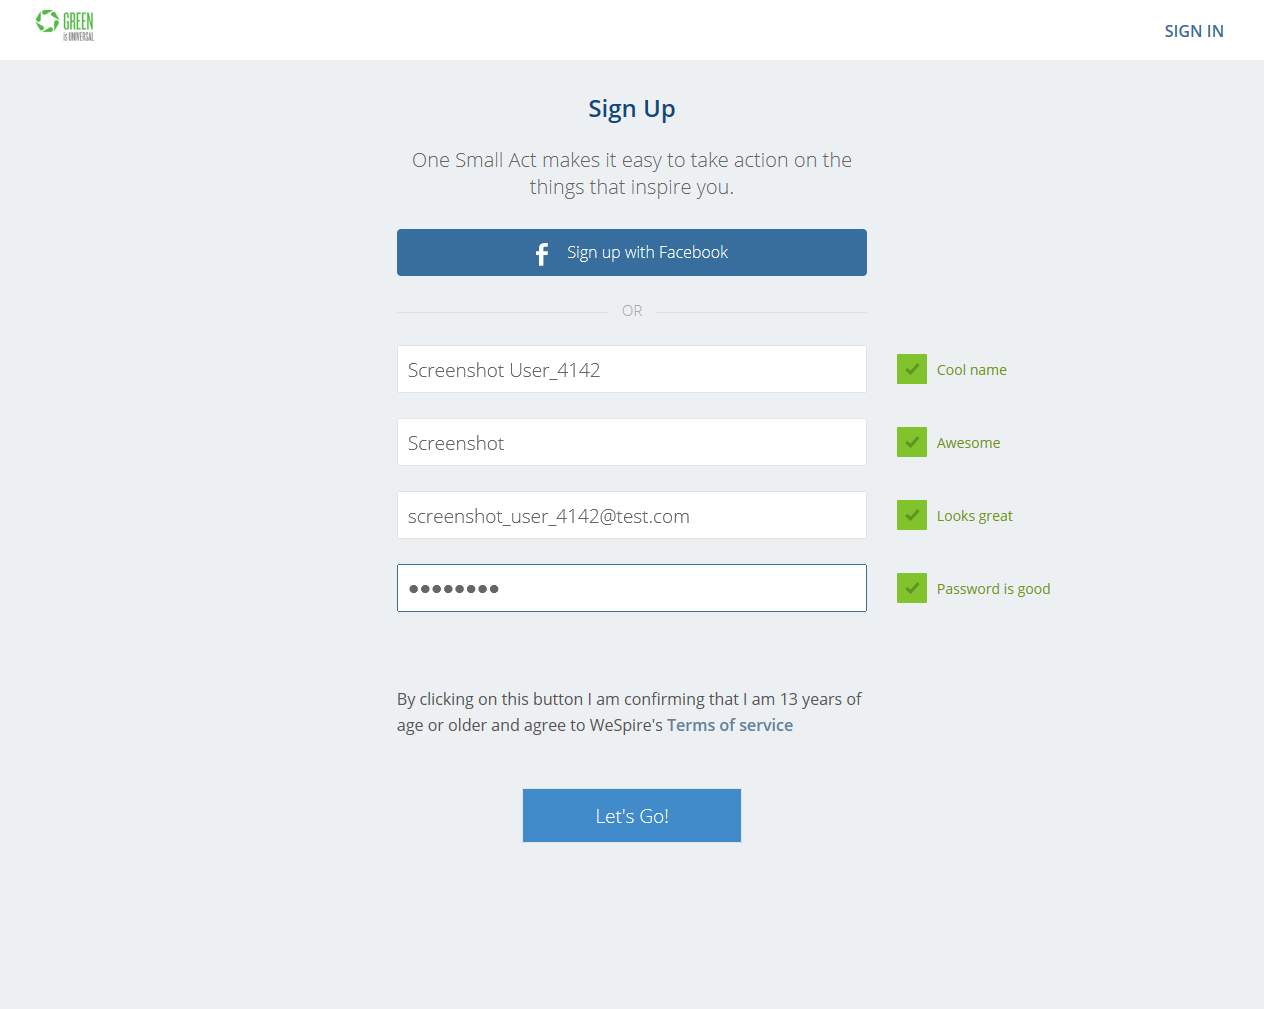 GREEN
is UNIVERSAL
SIGN IN
Sign Up
One Small Act makes it easy to take action on the
things that inspire you.
Sign up with Facebook
OR
Screenshot User_4142
Cool name
Screenshot
Awesome
screenshot_user_4142@test.com
Looks great
Password is good
By clicking on this button I am confirming that I am 13 years of
age or older and agree to WeSpire's Terms of service
Let's Go!